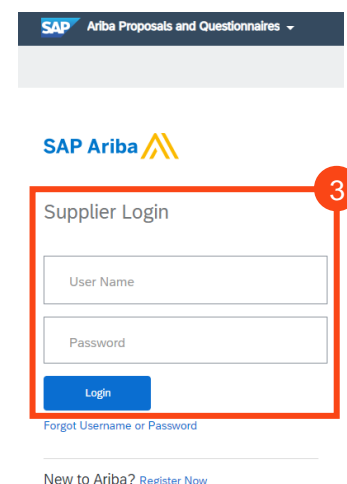 SAP Ariba Proposals and Questionnaires
SAP Ariba
3
Supplier Login
User Name
Password
Login
Forgot Username or Password
New to Ariba? Register Now